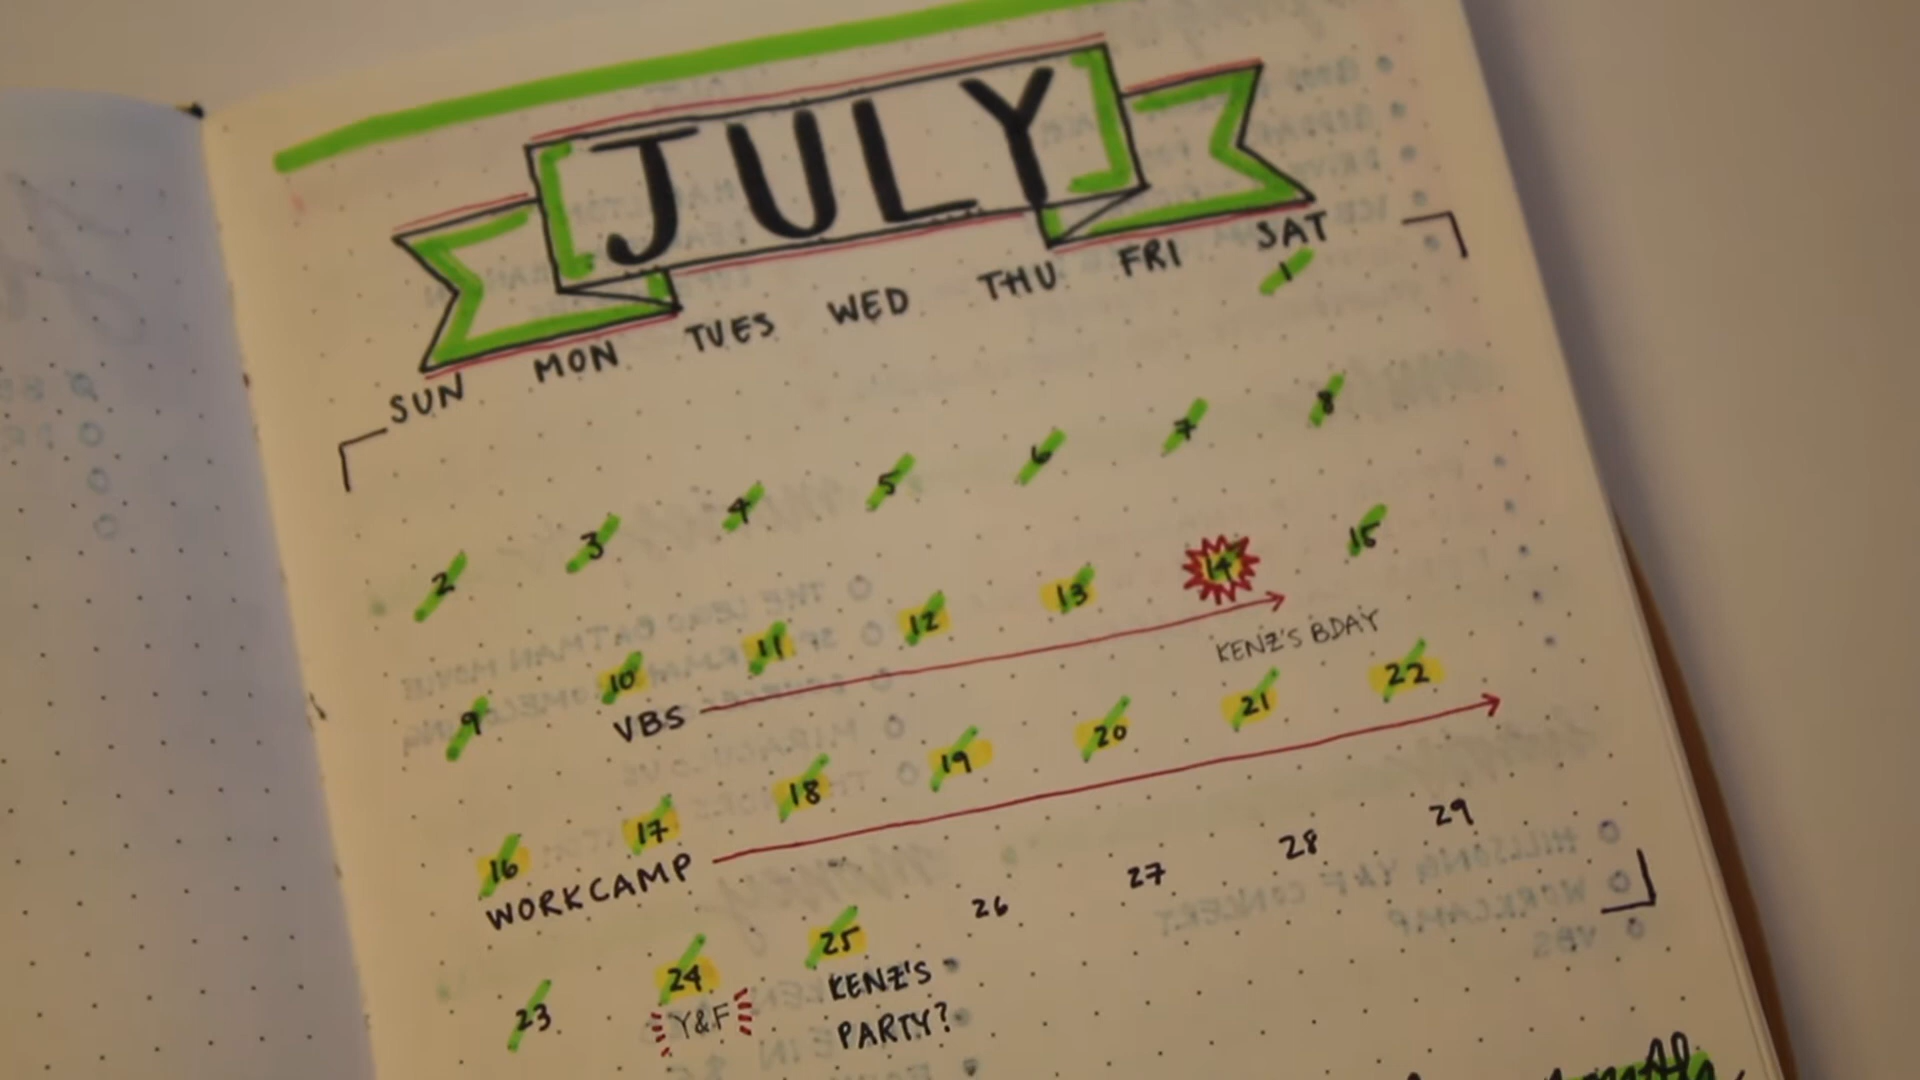 JULY
SUN MON TUES WED THU FRI SAT
1
2 3 4 5 6 7 8
9 10 11 12 13 14 15
VBS
KENZ'S BDAY
16 17 18 19 20 21 22
WORKCAMP
23 24 25 26 27 28 29
Y&F
KENZ'S
PARTY?